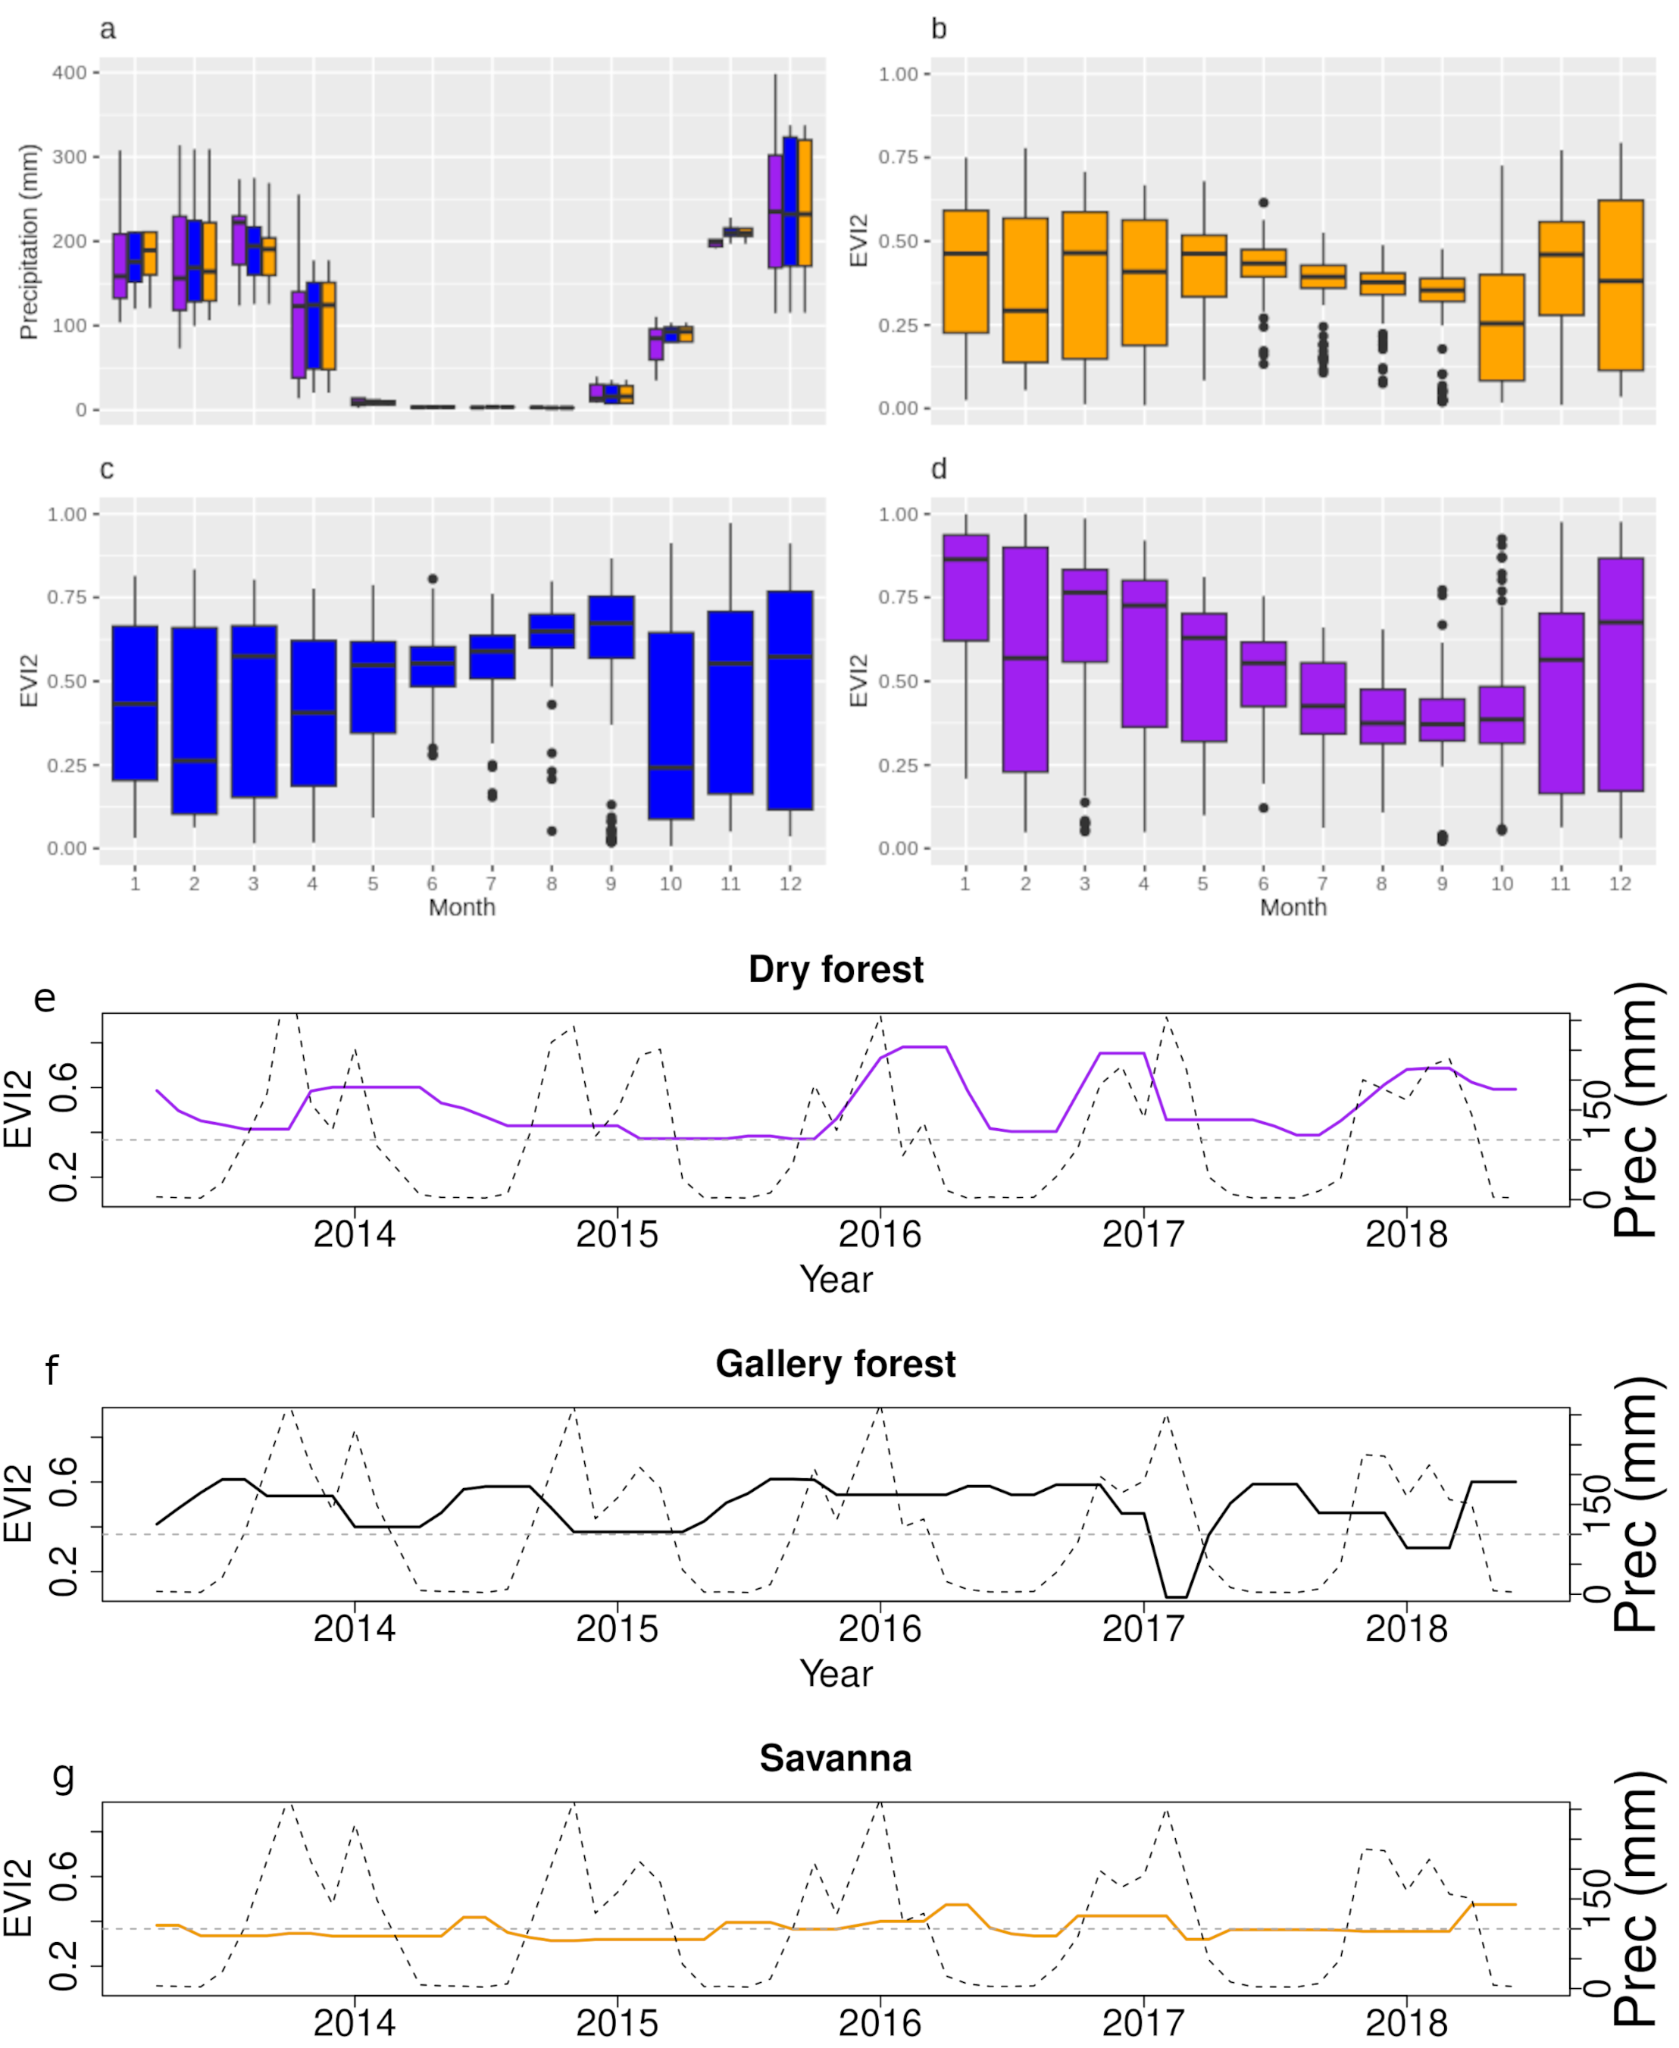 a
b
400
300
200
100
0
Precipitation (mm)
1.00
0.75
0.50
0.25
0.00
EVI2
c
d
1.00
0.75
0.50
0.25
0.00
EVI2
1 2 3 4 5 6 7 8 9 10 11 12
Month
1.00
0.75
0.50
0.25
0.00
EVI2
1 2 3 4 5 6 7 8 9 10 11 12
Month
Dry forest
e
EVI2
0.6
0.2
150
0
Prec (mm)
2014 2015 2016 2017 2018
Year
Gallery forest
f
EVI2
0.6
0.2
150
0
Prec (mm)
2014 2015 2016 2017 2018
Year
Savanna
g
EVI2
0.6
0.2
150
0
Prec (mm)
2014 2015 2016 2017 2018